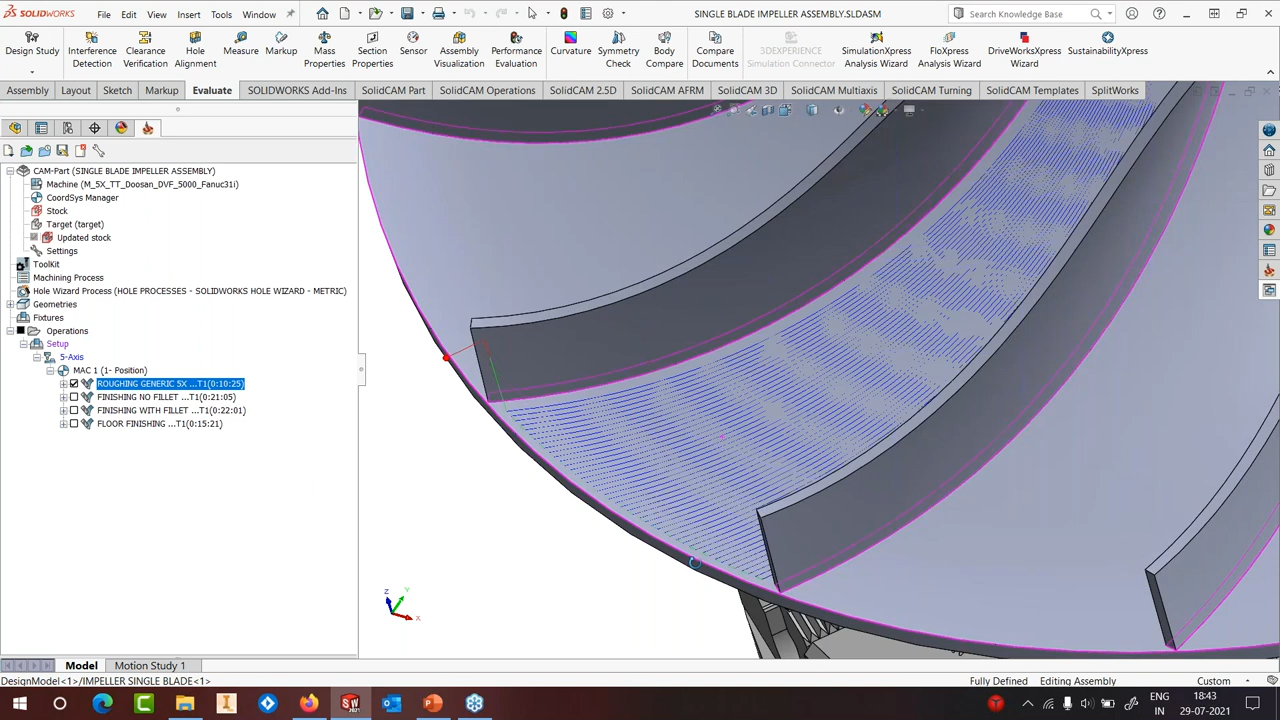 SOLIDWORKS
File Edit View Insert Tools Window
SINGLE BLADE IMPELLER ASSEMBLY.SLDASM
Search Knowledge Base
Design Study
Interference Detection
Clearance Verification
Hole Alignment
Measure
Markup
Mass Properties
Section Properties
Sensor
Assembly Visualization
Performance Evaluation
Curvature
Symmetry Check
Body Compare
Compare Documents
3DEXPERIENCE Simulation Connector
SimulationXpress Analysis Wizard
FloXpress Analysis Wizard
DriveWorksXpress Wizard
SustainabilityXpress
Assembly Layout Sketch Markup Evaluate SOLIDWORKS Add-Ins SolidCAM Part SolidCAM Operations SolidCAM 2.5D SolidCAM AFRM SolidCAM 3D SolidCAM Multiaxis SolidCAM Turning SolidCAM Templates SplitWorks
CAM-Part (SINGLE BLADE IMPELLER ASSEMBLY)
Machine (M_5X_TT_Doosan_DVF_5000_Fanuc31i)
CoordSys Manager
Stock
Target (target)
Updated stock
Settings
ToolKit
Machining Process
Hole Wizard Process (HOLE PROCESSES - SOLIDWORKS HOLE WIZARD - METRIC)
Geometries
Fixtures
Operations
Setup
5-Axis
MAC 1 (1- Position)
ROUGHING GENERIC 5X ...T1(0:10:25)
FINISHING NO FILLET ...T1(0:21:05)
FINISHING WITH FILLET ...T1(0:22:01)
FLOOR FINISHING ...T1(0:15:21)
Z
Y
X
Model Motion Study 1
DesignModel<1>/IMPELLER SINGLE BLADE<1>
Fully Defined Editing Assembly Custom
ENG 18:43
IN 29-07-2021